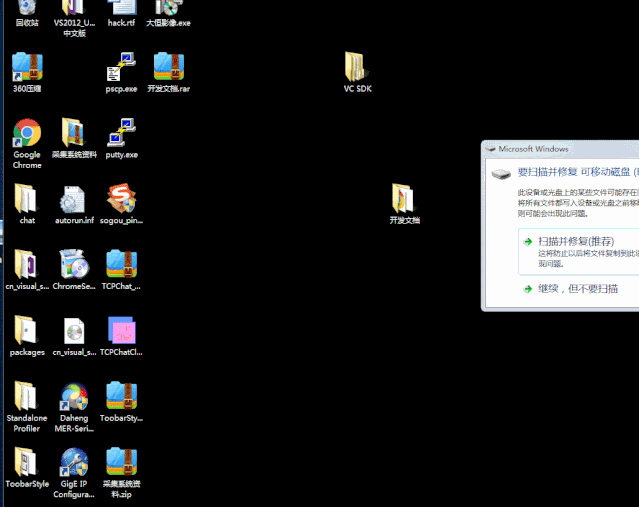 回收站
VS2012_U...
中文版
hack.rtf
大恒影像.exe
360压缩
pscp.exe
开发文档.rar
VC SDK
Google
Chrome
采集系统资料
putty.exe
chat
autorun.inf
sogou_pin...
开发文档
cn_visual_s...
ChromeSe...
TCPChat_...
packages
cn_visual_s...
TCPChatCl...
Standalone
Profiler
Daheng
MER-Seri...
ToobarSty...
ToobarStyle
GigE IP
Configura...
采集系统资
料.zip
Microsoft Windows
要扫描并修复 可移动磁盘 (
此设备或光盘上的某些文件可能存在
将所有文件都写入设备或光盘之前移
则可能会出现此问题。
扫描并修复(推荐)
这将防止以后将文件复制到此设
现问题。
继续，但不要扫描